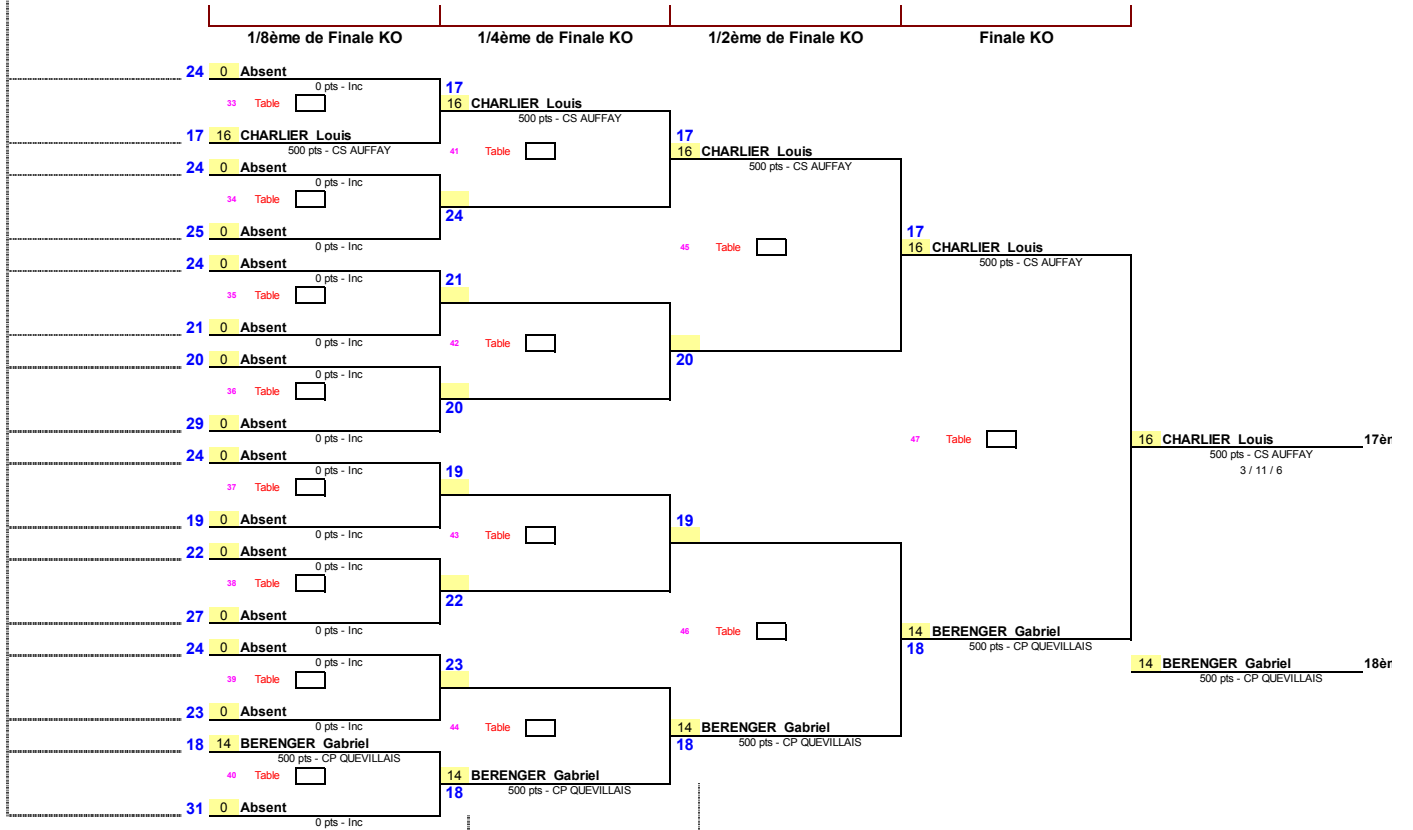 1/8ème de Finale KO 1/4ème de Finale KO 1/2ème de Finale KO Finale KO
24 0 Absent
0 pts - Inc
17
33 Table
16 CHARLIER Louis
500 pts - CS AUFFAY
17 16 CHARLIER Louis
17
500 pts - CS AUFFAY
41 Table
16 CHARLIER Louis
24 0 Absent
500 pts - CS AUFFAY
0 pts - Inc
34 Table
24
25 0 Absent
17
0 pts - Inc
45 Table
16 CHARLIER Louis
24 0 Absent
500 pts - CS AUFFAY
0 pts - Inc
21
35 Table
21 0 Absent
0 pts - Inc
42 Table
20 0 Absent
20
0 pts - Inc
36 Table
20
29 0 Absent
0 pts - Inc
47 Table
16 CHARLIER Louis 17èr
24 0 Absent
500 pts - CS AUFFAY
0 pts - Inc
19
3 / 11 / 6
37 Table
19 0 Absent
19
0 pts - Inc
43 Table
22 0 Absent
0 pts - Inc
38 Table
22
27 0 Absent
0 pts - Inc
46 Table
14 BERENGER Gabriel
24 0 Absent
18
500 pts - CP QUEVILLAIS
0 pts - Inc
23
14 BERENGER Gabriel 18èr
39 Table
500 pts - CP QUEVILLAIS
23 0 Absent
0 pts - Inc
44 Table
14 BERENGER Gabriel
18 14 BERENGER Gabriel
18
500 pts - CP QUEVILLAIS
500 pts - CP QUEVILLAIS
40 Table
14 BERENGER Gabriel
18
500 pts - CP QUEVILLAIS
31 0 Absent
0 pts - Inc